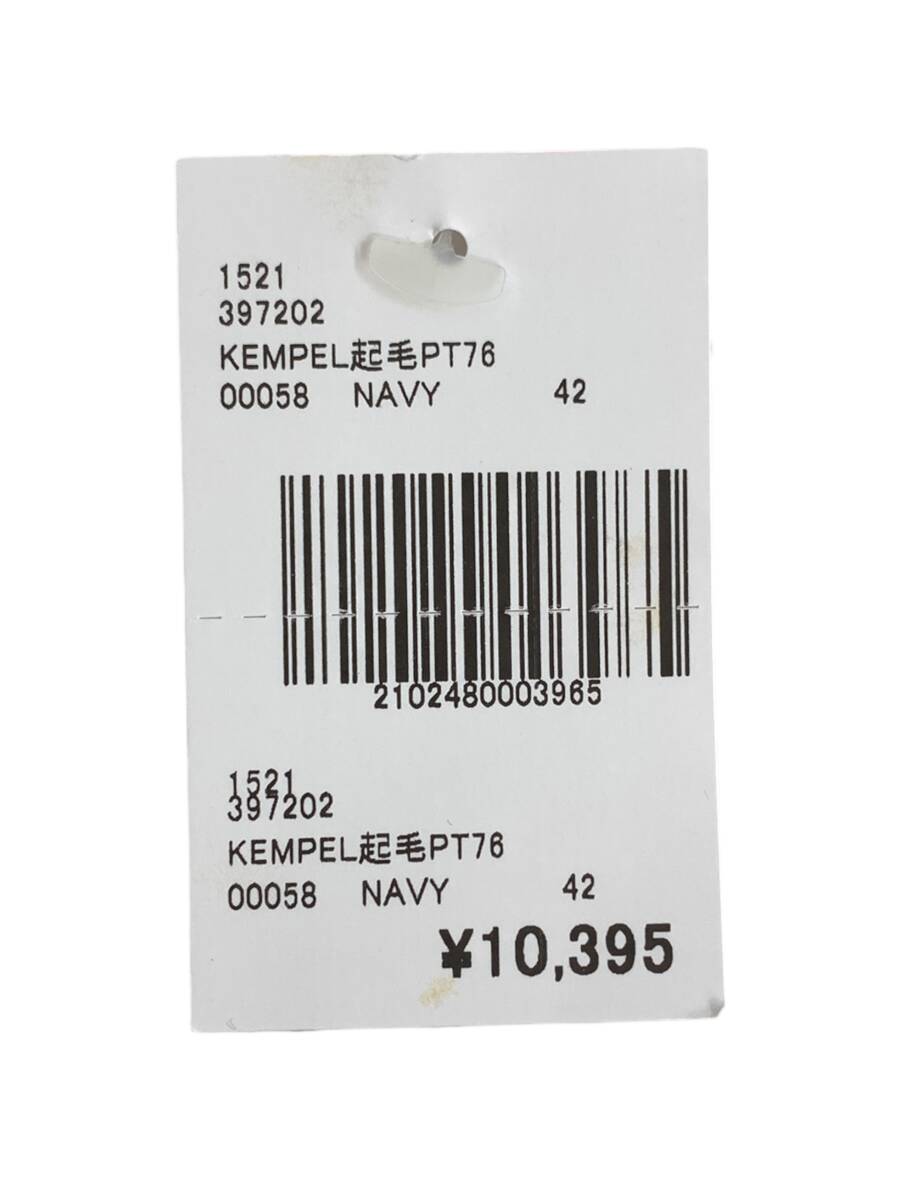 1521
397202
KEMPEL起毛PT76
00058 NAVY 42
2102480003965
1521
397202
KEMPEL起毛PT76
00058 NAVY 42
¥10,395